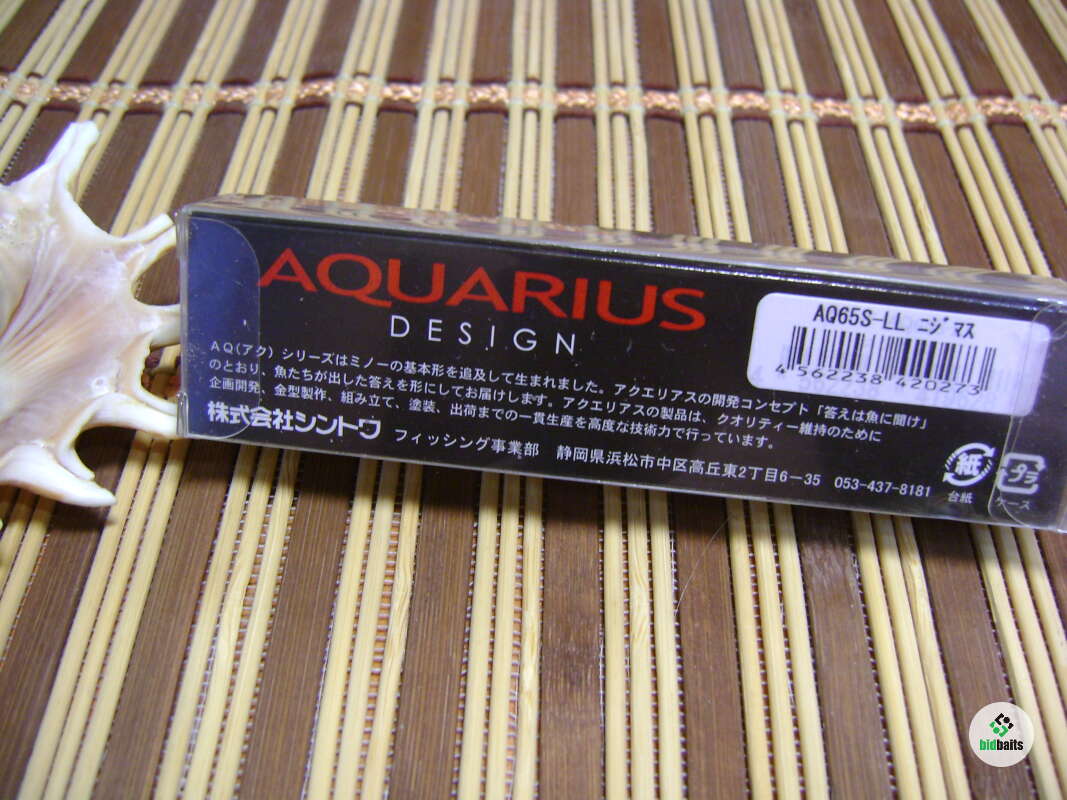 AQUARIUS
DESIGN
AQ65S-LL ニジマス
4 562238 420273
AQ(アク)シリーズはミノーの基本形を追及して生まれました。アクエリアスの開発コンセプト「答えは魚に聞け」
のとおり、魚たちが出した答えを形にしてお届けします。アクエリアスの製品は、クオリティー維持のために
企画開発、金型製作、組み立て、塗装、出荷までの一貫生産を高度な技術力で行っています。
株式会社シントワ フィッシング事業部 静岡県浜松市中区高丘東2丁目6−35 053-437-8181
紙
台紙
プラ
ケース
bidbaits